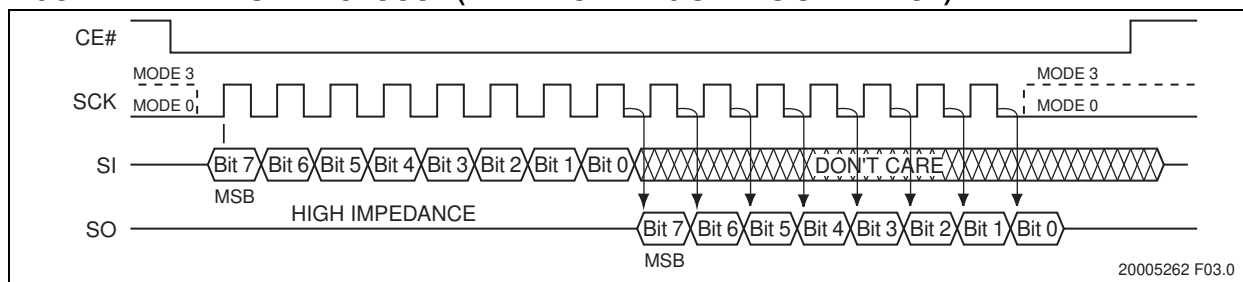 CE#
MODE 3 MODE 3
SCK MODE 0 MODE 0
SI Bit 7 Bit 6 Bit 5 Bit 4 Bit 3 Bit 2 Bit 1 Bit 0 DON'T CARE
MSB
HIGH IMPEDANCE
SO Bit 7 Bit 6 Bit 5 Bit 4 Bit 3 Bit 2 Bit 1 Bit 0
MSB
20005262 F03.0